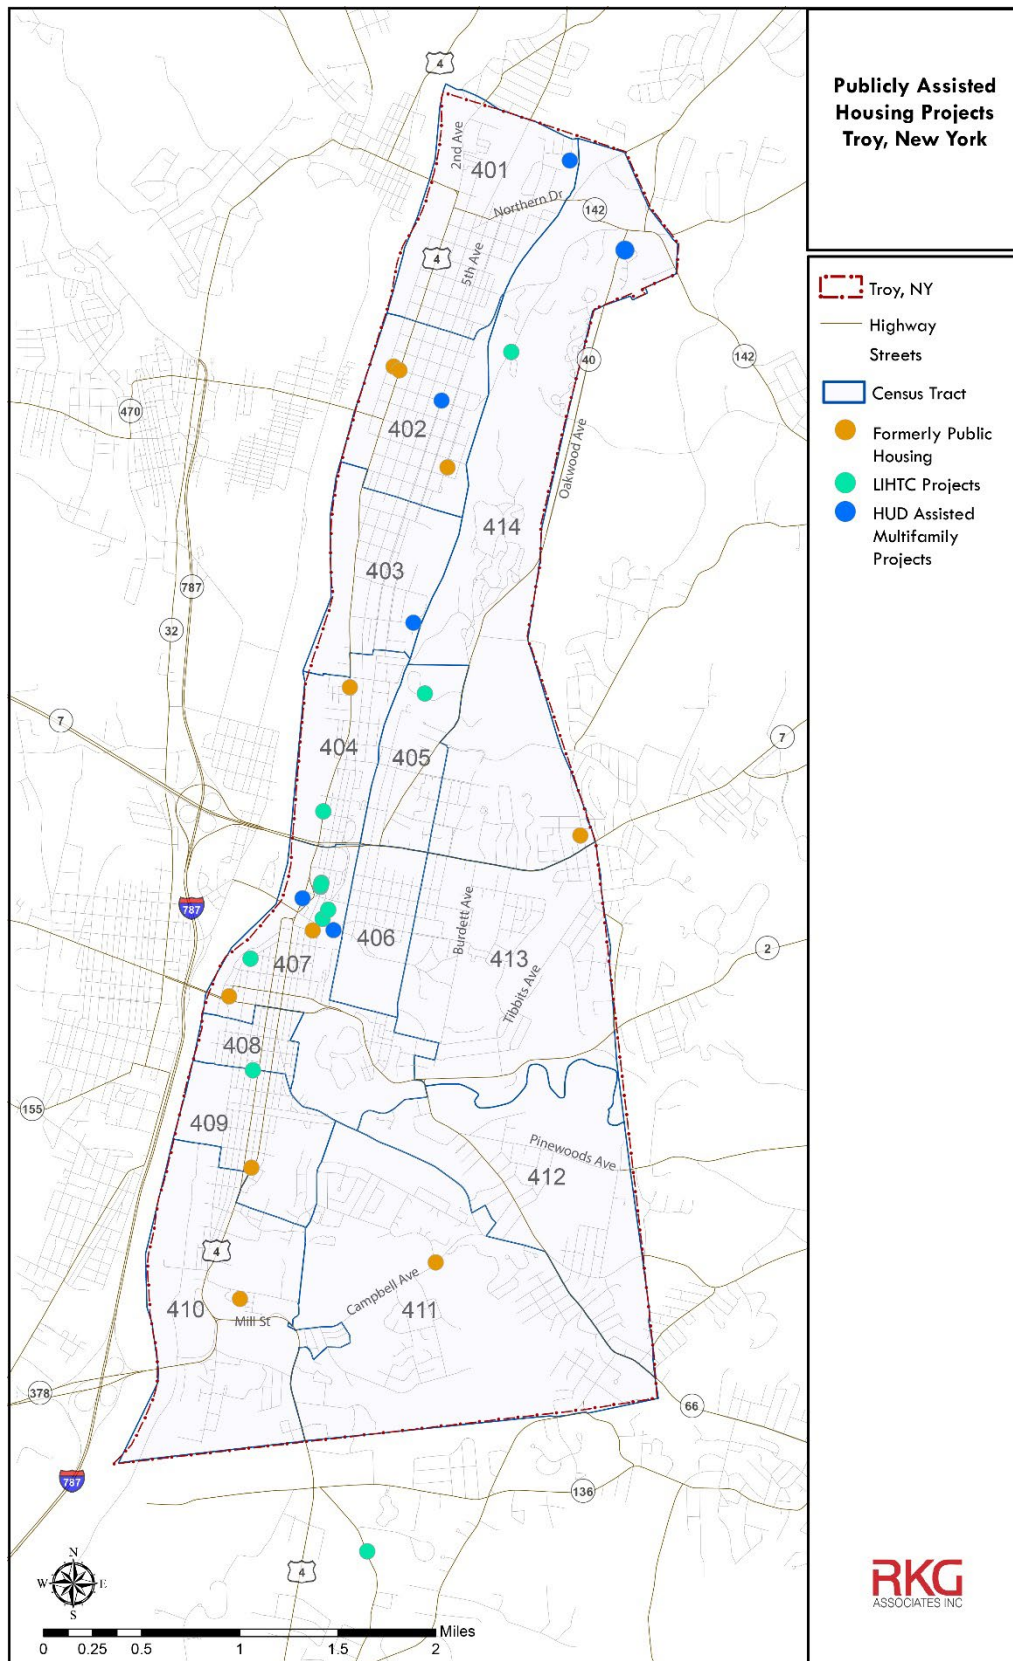 Publicly Assisted
Housing Projects
Troy, New York
Troy, NY
Highway
Streets
Census Tract
Formerly Public
Housing
LIHTC Projects
HUD Assisted
Multifamily
Projects
4
2nd Ave
401
Northern Dr
142
4
5th Ave
40
142
470
402
Oakwood Ave
414
403
787
32
7
404
405
7
787
406
Burdett Ave
413
2
407
Tibbits Ave
408
155
409
Pinewoods Ave
412
4
410
Campbell Ave
411
Mill St
378
66
787
136
4
N
W
E
S
Miles
0
0.25
0.5
1
1.5
2
RKG
ASSOCIATES INC